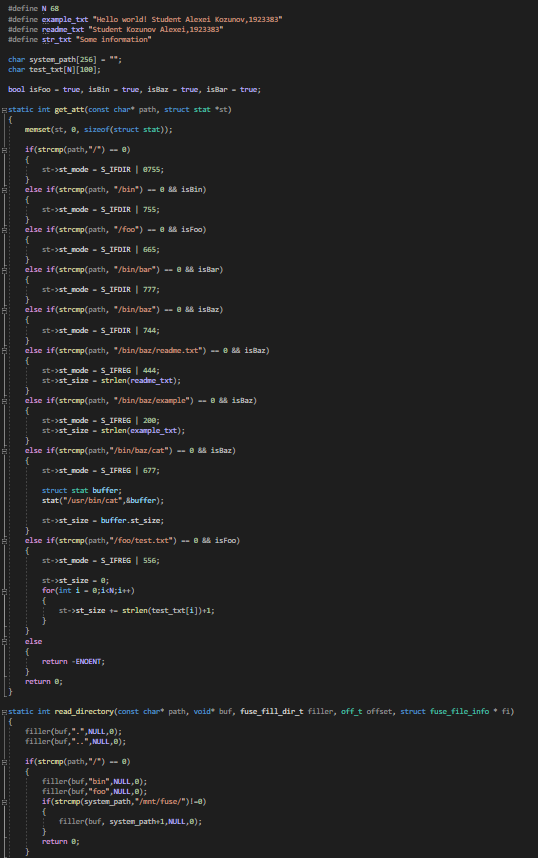 #define N 68
#define example_txt "Hello world! Student Alexei Kozunov,1923383"
#define readme_txt "Student Kozunov Alexei,1923383"
#define str_txt "Some information"
char system_path[256] = "";
char test_txt[N][100];
bool isFoo = true, isBin = true, isBaz = true, isBar = true;
static int get_att(const char* path, struct stat *st)
{
memset(st, 0, sizeof(struct stat));
if(strcmp(path,"/") == 0)
{
st->st_mode = S_IFDIR | 0755;
}
else if(strcmp(path, "/bin") == 0 && isBin)
{
st->st_mode = S_IFDIR | 755;
}
else if(strcmp(path, "/foo") == 0 && isFoo)
{
st->st_mode = S_IFDIR | 665;
}
else if(strcmp(path, "/bin/bar") == 0 && isBar)
{
st->st_mode = S_IFDIR | 777;
}
else if(strcmp(path, "/bin/baz") == 0 && isBaz)
{
st->st_mode = S_IFDIR | 744;
}
else if(strcmp(path, "/bin/baz/readme.txt") == 0 && isBaz)
{
st->st_mode = S_IFREG | 444;
st->st_size = strlen(readme_txt);
}
else if(strcmp(path, "/bin/baz/example") == 0 && isBaz)
{
st->st_mode = S_IFREG | 200;
st->st_size = strlen(example_txt);
}
else if(strcmp(path,"/bin/baz/cat") == 0 && isBaz)
{
st->st_mode = S_IFREG | 677;
struct stat buffer;
stat("/usr/bin/cat",&buffer);
st->st_size = buffer.st_size;
}
else if(strcmp(path,"/foo/test.txt") == 0 && isFoo)
{
st->st_mode = S_IFREG | 556;
st->st_size = 0;
for(int i = 0;i<N;i++)
{
st->st_size += strlen(test_txt[i])+1;
}
}
else
{
return -ENOENT;
}
return 0;
}
static int read_directory(const char* path, void* buf, fuse_fill_dir_t filler, off_t offset, struct fuse_file_info * fi)
{
filler(buf,".",NULL,0);
filler(buf,"..",NULL,0);
if(strcmp(path,"/") == 0)
{
filler(buf,"bin",NULL,0);
filler(buf,"foo",NULL,0);
if(strcmp(system_path,"/mnt/fuse/")!=0)
{
filler(buf, system_path+1,NULL,0);
}
return 0;
}